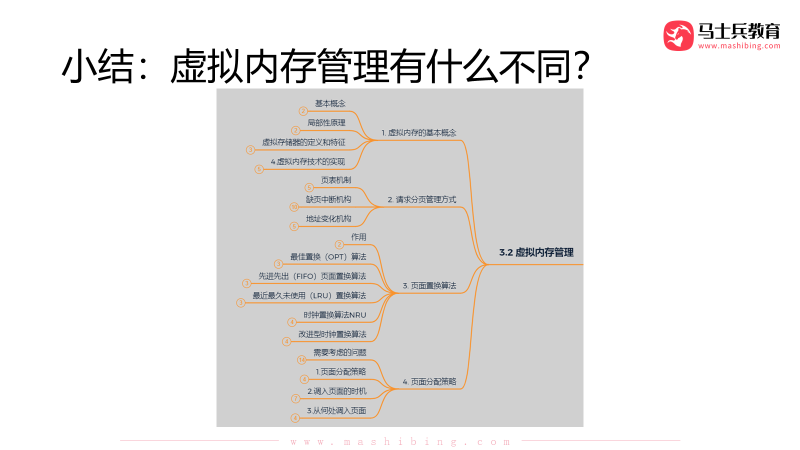 马士兵教育
www.mashibing.com
小结：虚拟内存管理有什么不同？
基本概念
局部性原理
虚拟存储器的定义和特征
4.虚拟内存技术的实现
1. 虚拟内存的基本概念
页表机制
缺页中断机构
地址变化机构
2. 请求分页管理方式
3.2 虚拟内存管理
作用
最佳置换（OPT）算法
先进先出（FIFO）页面置换算法
最近最久未使用（LRU）置换算法
时钟置换算法NRU
改进型时钟置换算法
3. 页面置换算法
需要考虑的问题
1.页面分配策略
2.调入页面的时机
3.从何处调入页面
4. 页面分配策略
www.mashibing.com